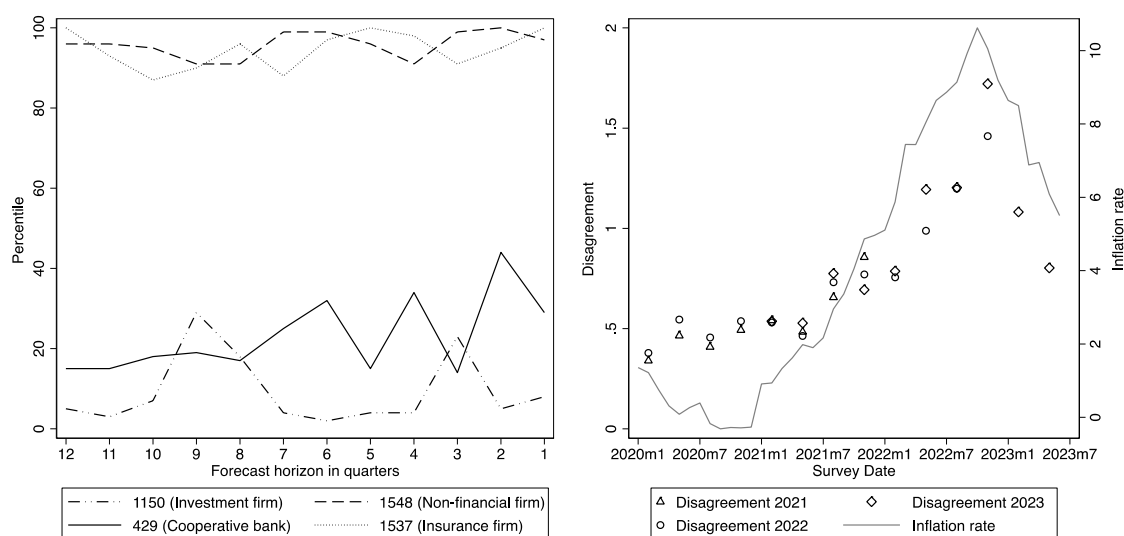 100
80
60
40
20
0
Percentile
12 11 10 9 8 7 6 5 4 3 2 1
Forecast horizon in quarters
1150 (Investment firm) 1548 (Non-financial firm)
429 (Cooperative bank) 1537 (Insurance firm)
2
1.5
1
.5
0
Disagreement
10
8
6
4
2
0
Inflation rate
2020m1 2020m7 2021m1 2021m7 2022m1 2022m7 2023m1 2023m7
Survey Date
Disagreement 2021 Disagreement 2023
Disagreement 2022 Inflation rate